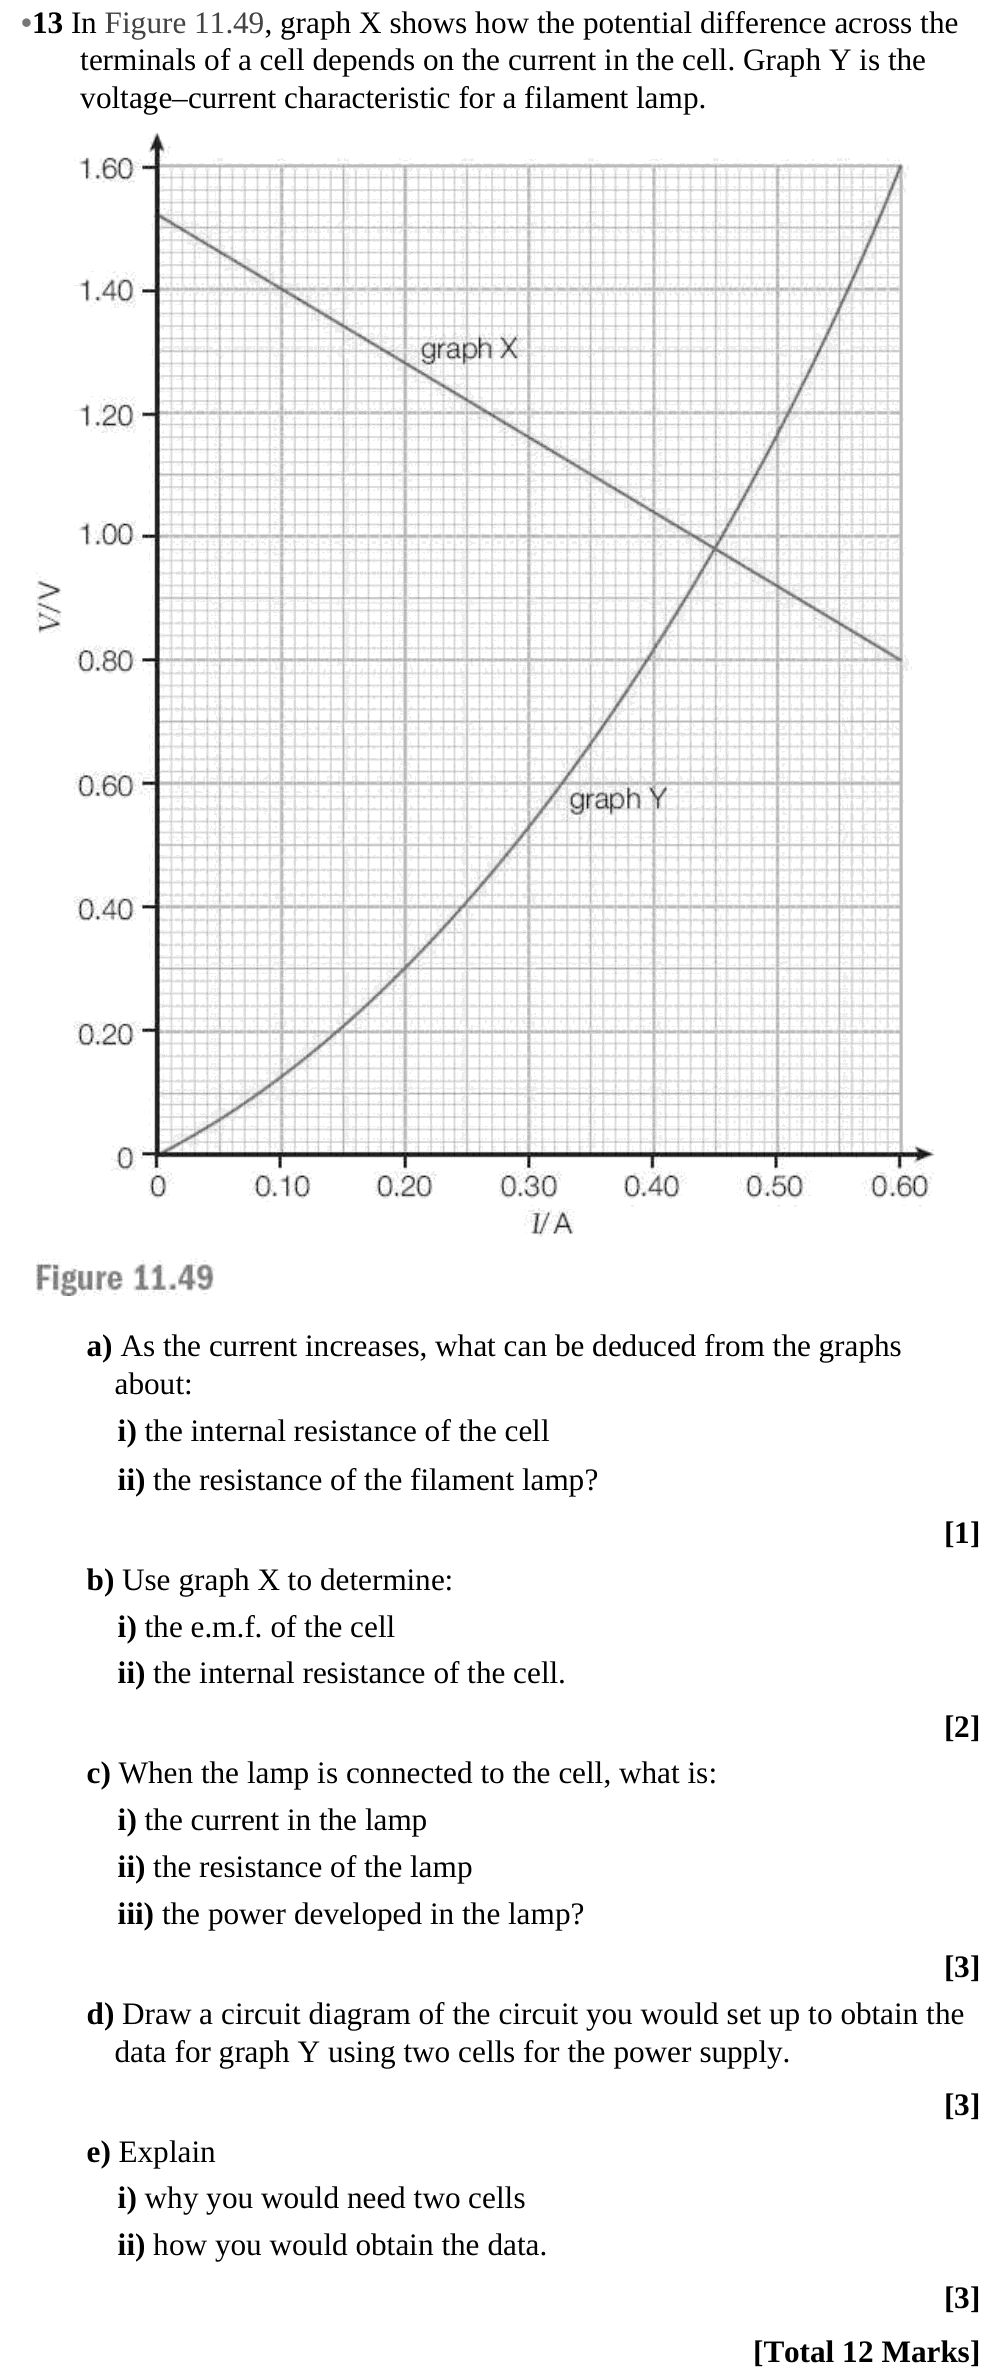 •13 In Figure 11.49, graph X shows how the potential difference across the
terminals of a cell depends on the current in the cell. Graph Y is the
voltage–current characteristic for a filament lamp.
1.60
1.40
graph X
1.20
1.00
V/V
0.80
0.60
graph Y
0.40
0.20
0
0 0.10 0.20 0.30 0.40 0.50 0.60
I/A
Figure 11.49
a) As the current increases, what can be deduced from the graphs
about:
i) the internal resistance of the cell
ii) the resistance of the filament lamp?
[1]
b) Use graph X to determine:
i) the e.m.f. of the cell
ii) the internal resistance of the cell.
[2]
c) When the lamp is connected to the cell, what is:
i) the current in the lamp
ii) the resistance of the lamp
iii) the power developed in the lamp?
[3]
d) Draw a circuit diagram of the circuit you would set up to obtain the
data for graph Y using two cells for the power supply.
[3]
e) Explain
i) why you would need two cells
ii) how you would obtain the data.
[3]
[Total 12 Marks]